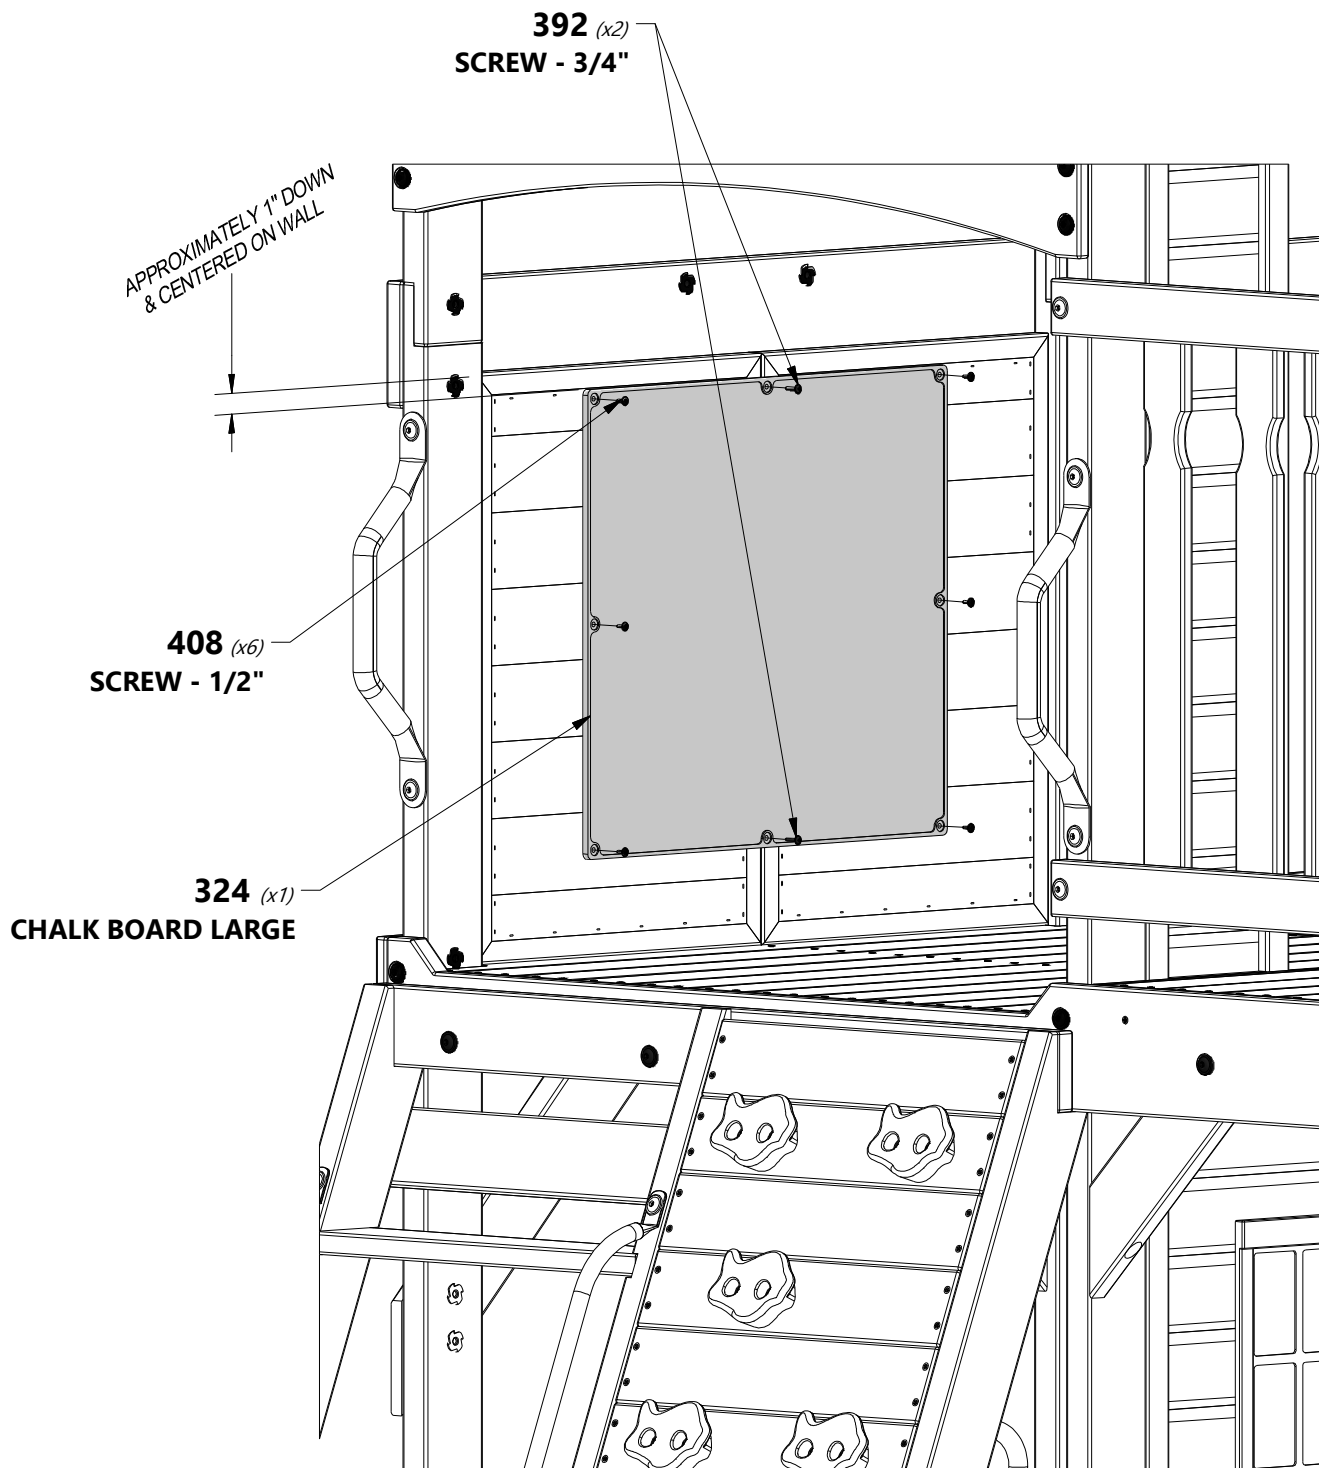 392 (x2)
SCREW - 3/4"
APPROXIMATELY 1" DOWN
& CENTERED ON WALL
408 (x6)
SCREW - 1/2"
324 (x1)
CHALK BOARD LARGE